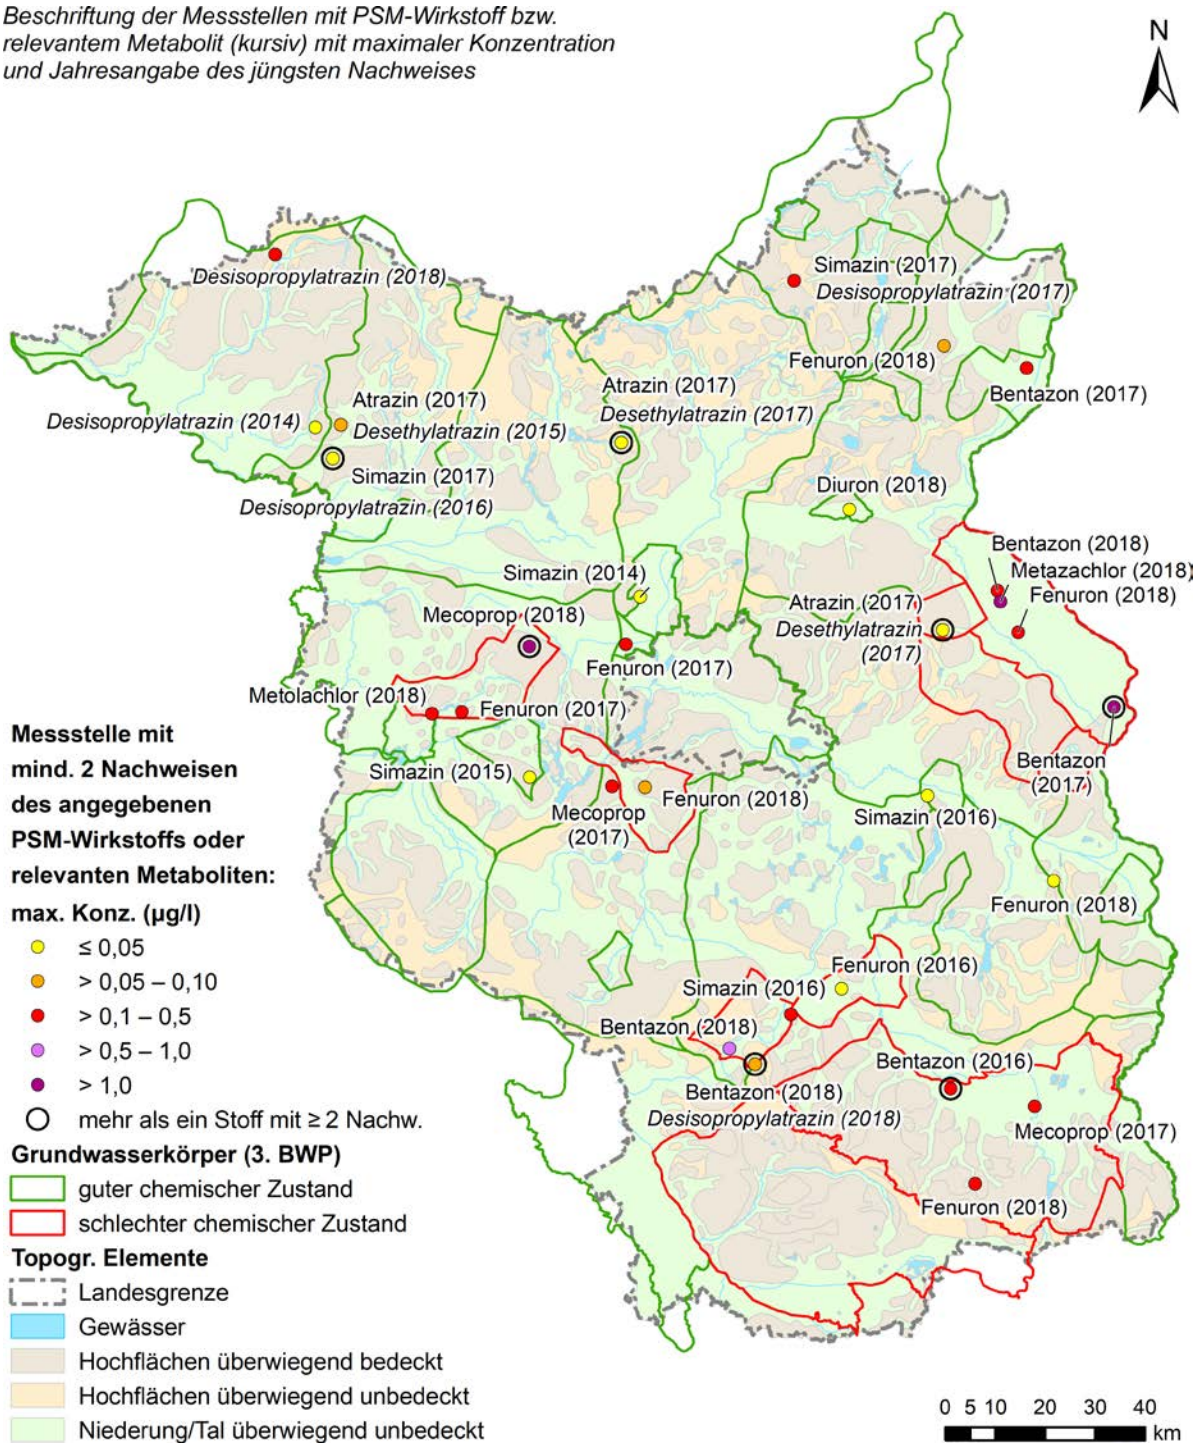 Beschriftung der Messstellen mit PSM-Wirkstoff bzw.
relevantem Metabolit (kursiv) mit maximaler Konzentration
und Jahresangabe des jüngsten Nachweises
N
Desisopropylatrazin (2018)
Simazin (2017)
Desisopropylatrazin (2017)
Fenuron (2018)
Bentazon (2017)
Atrazin (2017)
Desethylatrazin (2017)
Atrazin (2017)
Desethylatrazin (2015)
Desisopropylatrazin (2014)
Simazin (2017)
Desisopropylatrazin (2016)
Diuron (2018)
Bentazon (2018)
Metazachlor (2018)
Fenuron (2018)
Simazin (2014)
Atrazin (2017)
Desethylatrazin
(2017)
Mecoprop (2018)
Fenuron (2017)
Metolachlor (2018)
Fenuron (2017)
Bentazon
(2017)
Simazin (2015)
Mecoprop
(2017)
Fenuron (2018)
Simazin (2016)
Fenuron (2018)
Fenuron (2016)
Simazin (2016)
Bentazon (2018)
Bentazon (2018)
Desisopropylatrazin (2018)
Bentazon (2016)
Mecoprop (2017)
Fenuron (2018)
Messstelle mit
mind. 2 Nachweisen
des angegebenen
PSM-Wirkstoffs oder
relevanten Metaboliten:
max. Konz. (µg/l)
≤ 0,05
> 0,05 – 0,10
> 0,1 – 0,5
> 0,5 – 1,0
> 1,0
mehr als ein Stoff mit ≥ 2 Nachw.
Grundwasserkörper (3. BWP)
guter chemischer Zustand
schlechter chemischer Zustand
Topogr. Elemente
Landesgrenze
Gewässer
Hochflächen überwiegend bedeckt
Hochflächen überwiegend unbedeckt
Niederung/Tal überwiegend unbedeckt
0 5 10 20 30 40
km